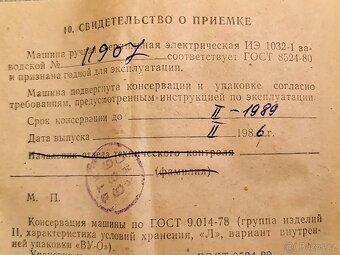 10. СВИДЕТЕЛЬСТВО О ПРИЕМКЕ
Машина ручная сверлильная электрическая ИЭ 1032-1 за-
водской № 11907 соответствует ГОСТ 8524-80
и признана годной для эксплуатации.
Машина подвергнута консервации и упаковке согласно
требованиям, предусмотренным инструкцией по эксплуатации.
Срок консервации до II-1989
Дата выпуска II 1986 г.
Начальник отдела технического контроля
(фамилия)
М. П.
Консервация машины по ГОСТ 9.014-78 (группа изделий
II, характеристика условий хранения, «Л», вариант внутрен-
ней упаковки «ВУ-О»).